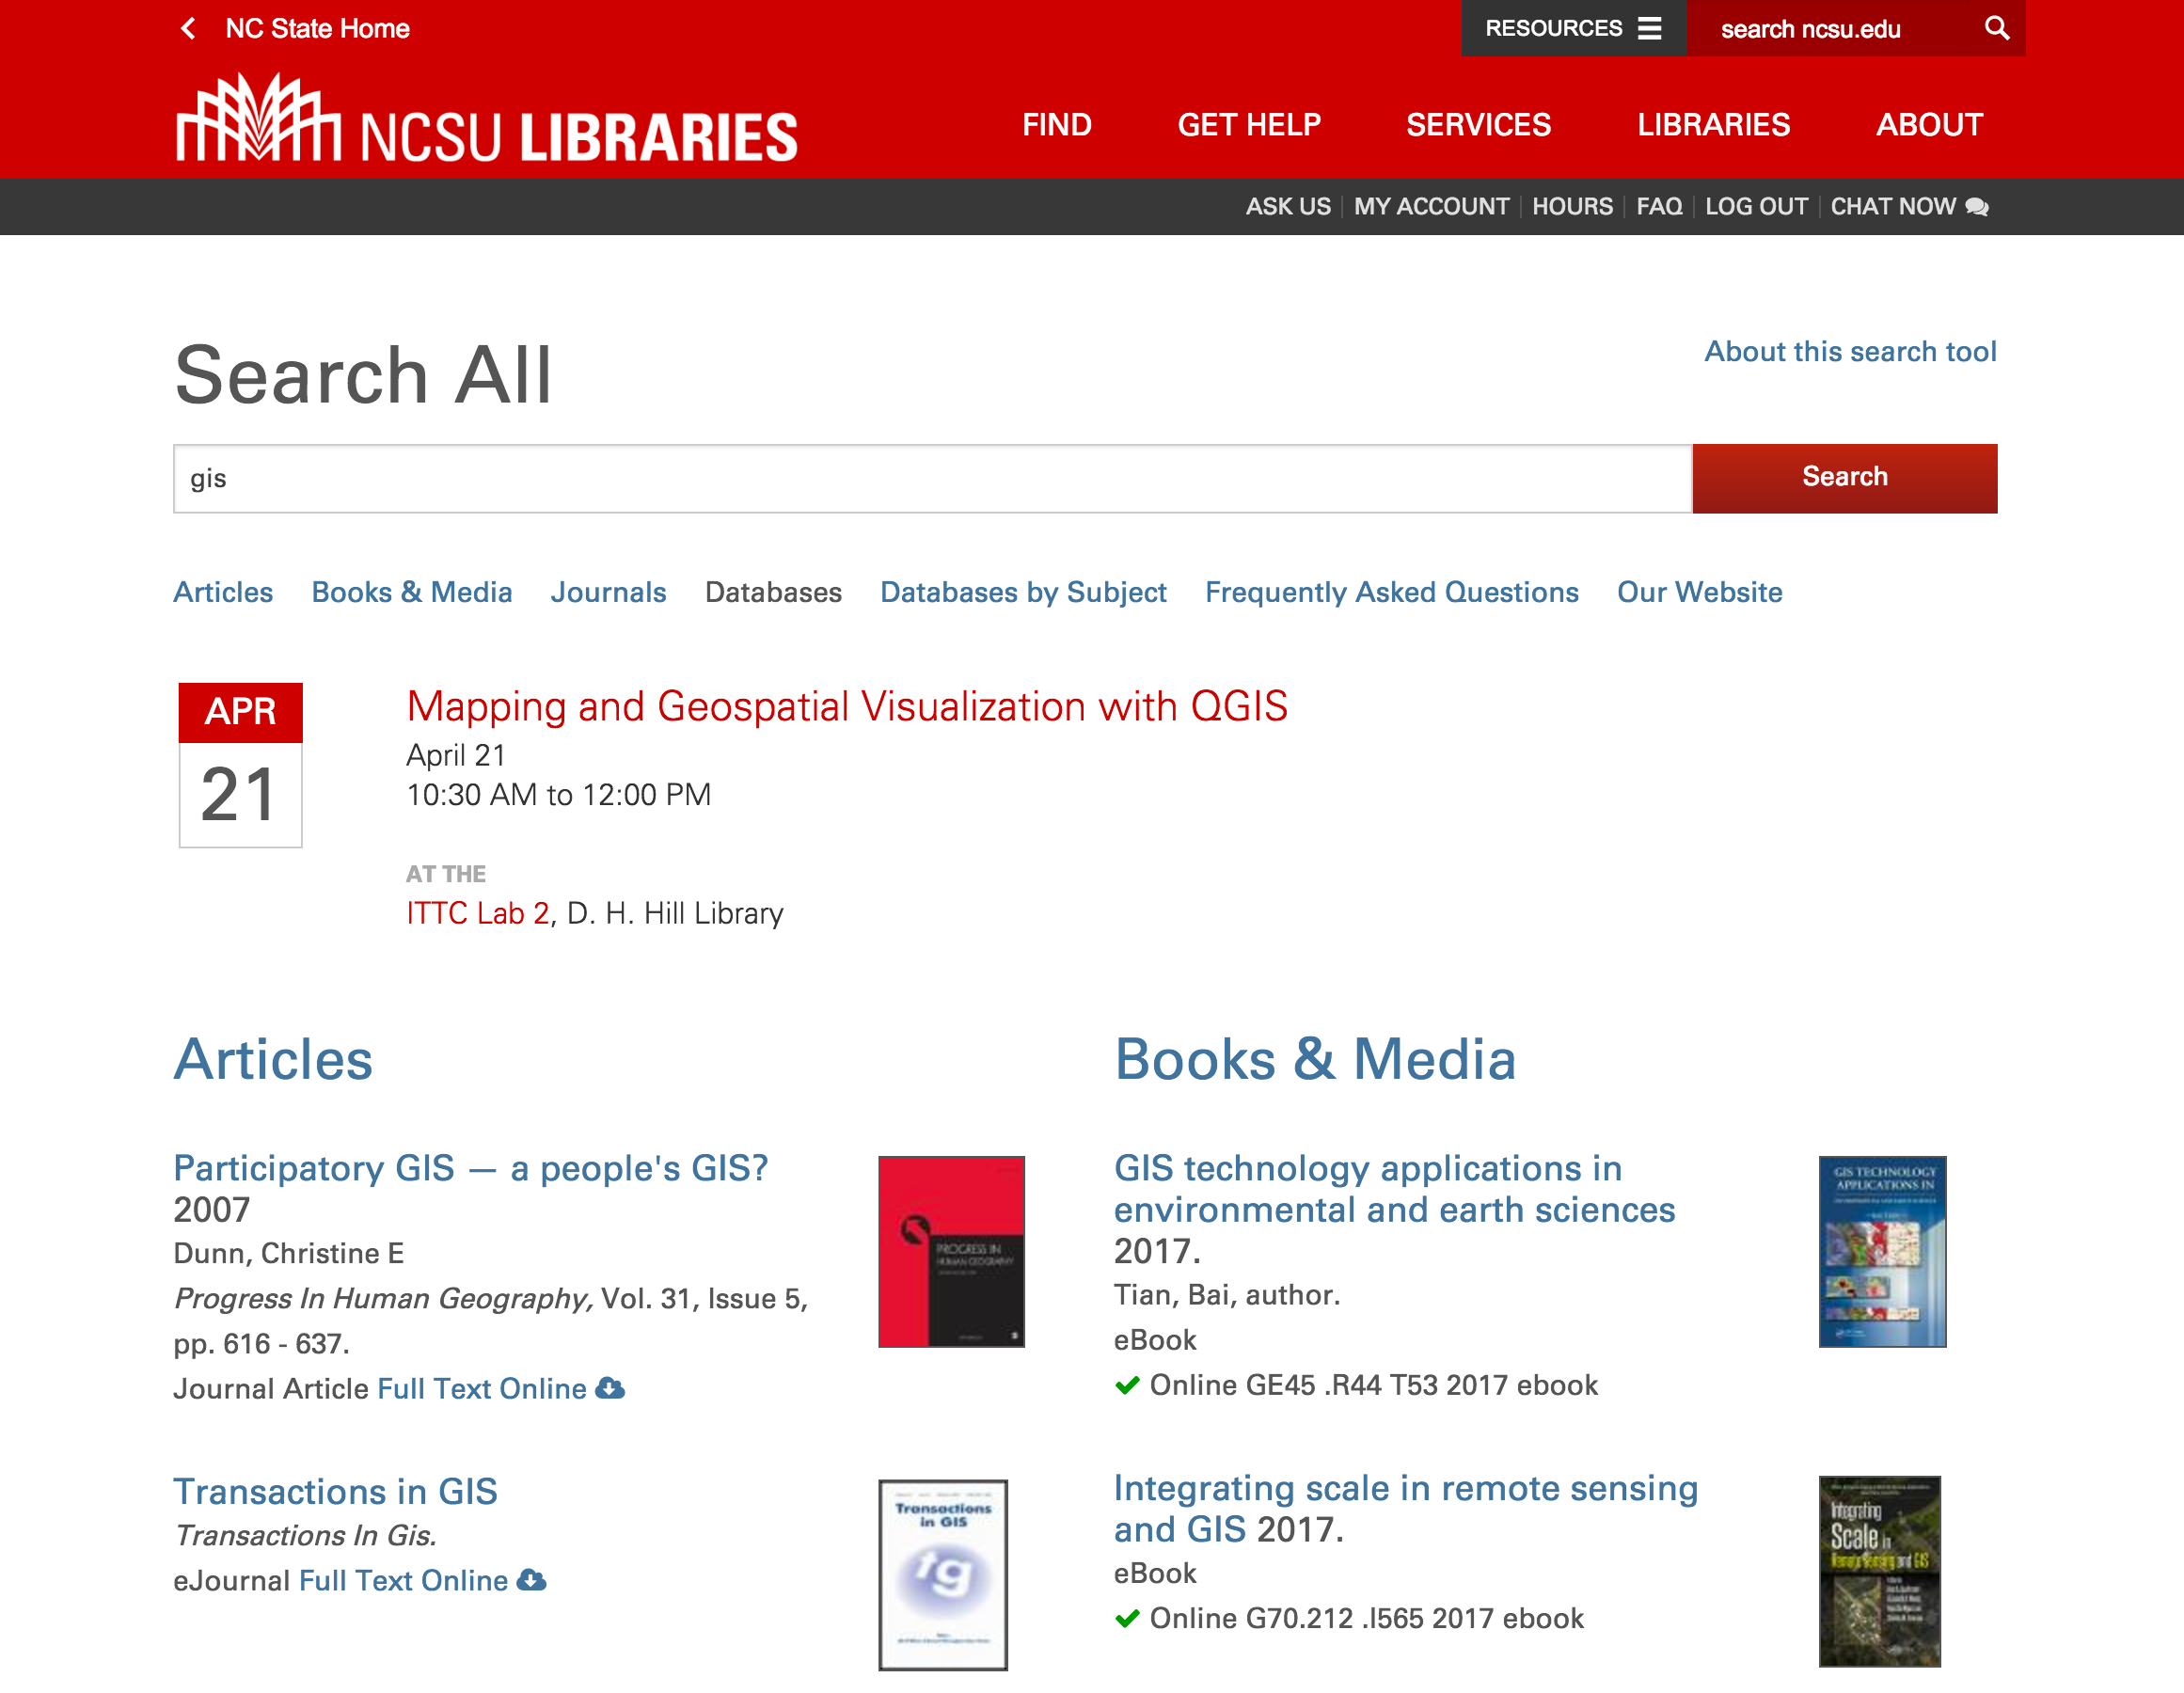 NC State Home
RESOURCES
search ncsu.edu
NCSU LIBRARIES
FIND GET HELP SERVICES LIBRARIES ABOUT
ASK US | MY ACCOUNT | HOURS | FAQ | LOG OUT | CHAT NOW
Search All
About this search tool
gis
Search
Articles Books & Media Journals Databases Databases by Subject Frequently Asked Questions Our Website
APR
21
Mapping and Geospatial Visualization with QGIS
April 21
10:30 AM to 12:00 PM
AT THE
ITTC Lab 2, D. H. Hill Library
Articles
Participatory GIS — a people's GIS?
2007
Dunn, Christine E
Progress In Human Geography, Vol. 31, Issue 5,
pp. 616 - 637.
Journal Article Full Text Online
PROGRESS IN
HUMAN GEOGRAPHY
Transactions in GIS
Transactions In Gis.
eJournal Full Text Online
Transactions
in GIS
tg
Books & Media
GIS technology applications in
environmental and earth sciences
2017.
Tian, Bai, author.
eBook
Online GE45 .R44 T53 2017 ebook
GIS TECHNOLOGY
APPLICATIONS IN
Integrating scale in remote sensing
and GIS 2017.
eBook
Online G70.212 .I565 2017 ebook
Integrating
Scale in
Remote Sensing and GIS